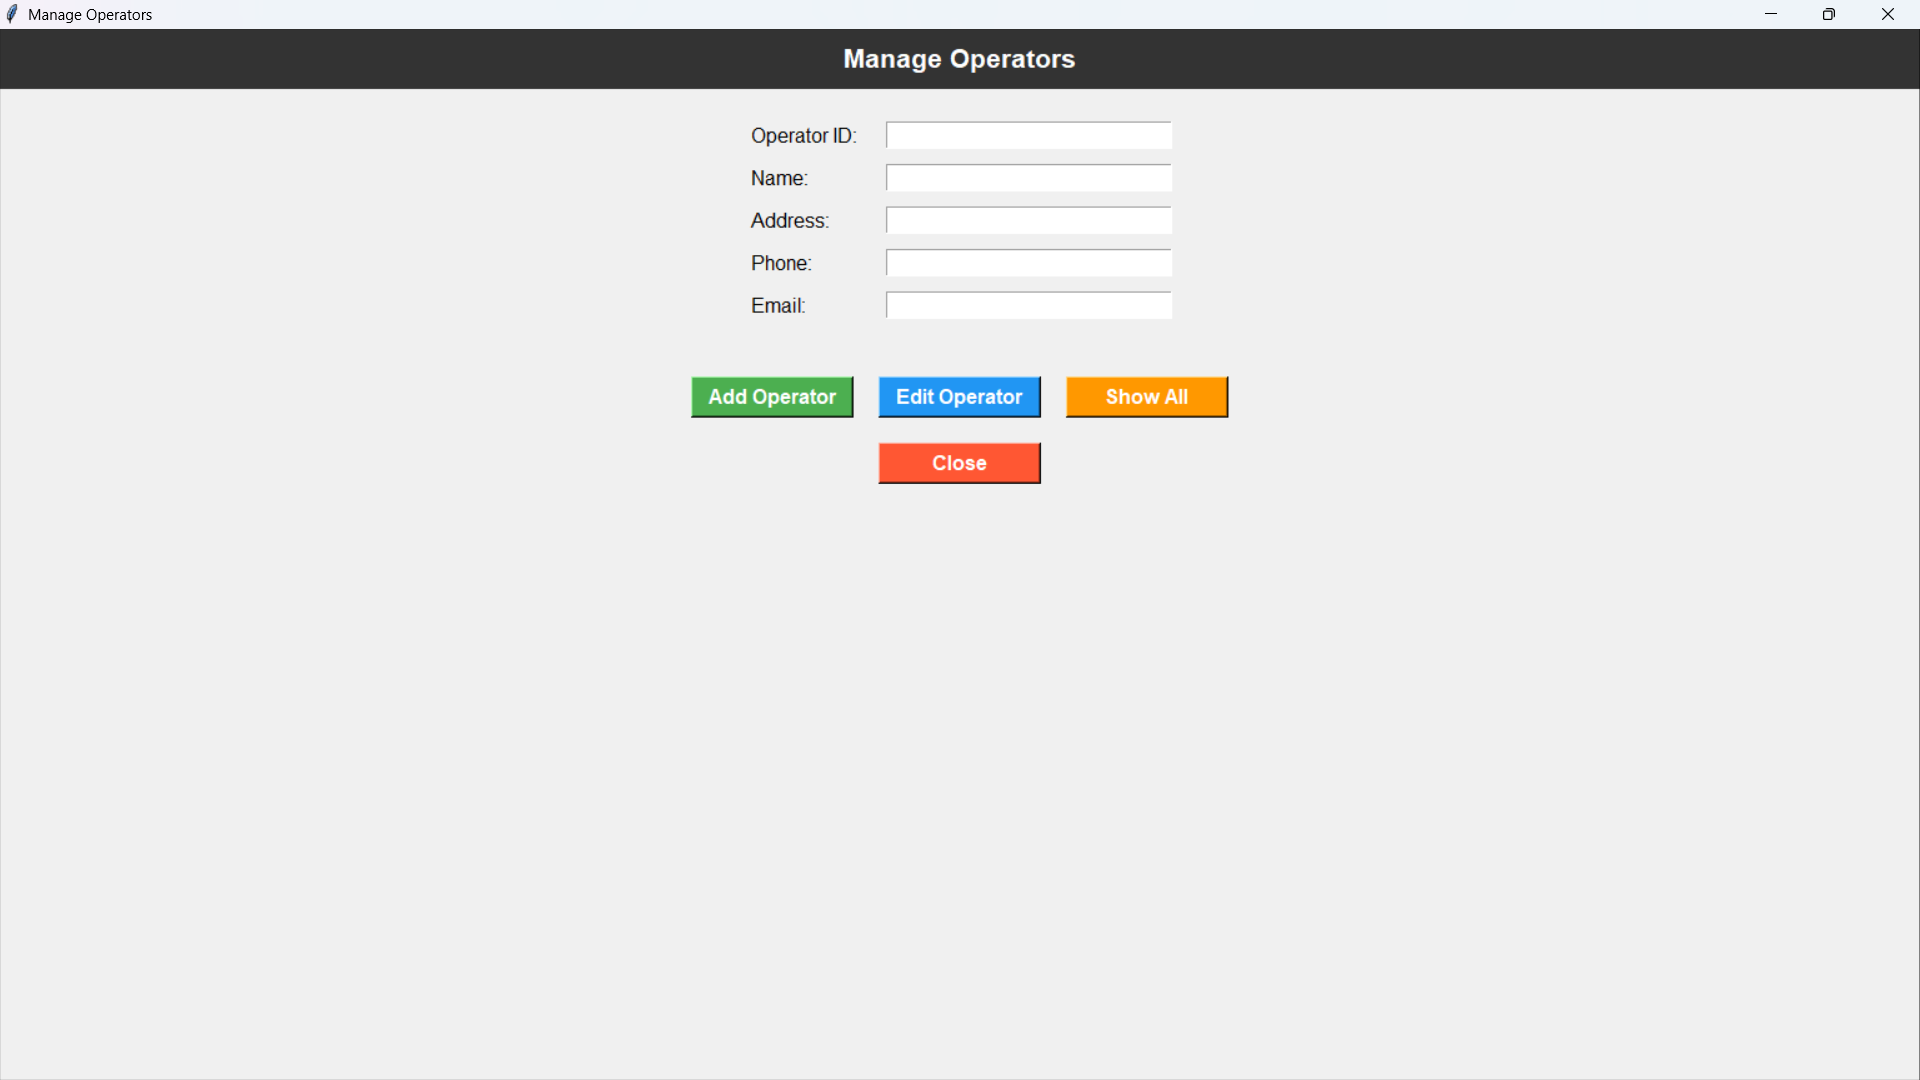 Manage Operators
Manage Operators
Operator ID:
Name:
Address:
Phone:
Email:
Add Operator Edit Operator Show All
Close